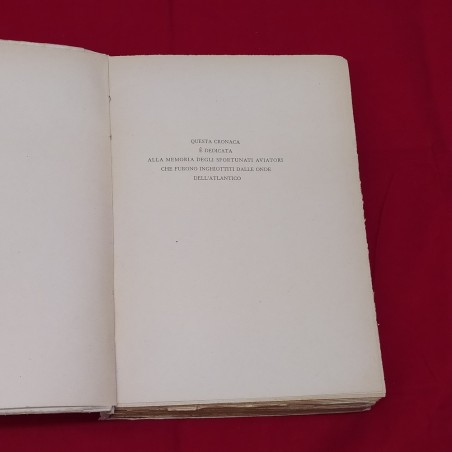 QUESTA CRONACA
È DEDICATA
ALLA MEMORIA DEGLI SFORTUNATI AVIATORI
CHE FURONO INGHIOTTITI DALLE ONDE
DELL'ATLANTICO